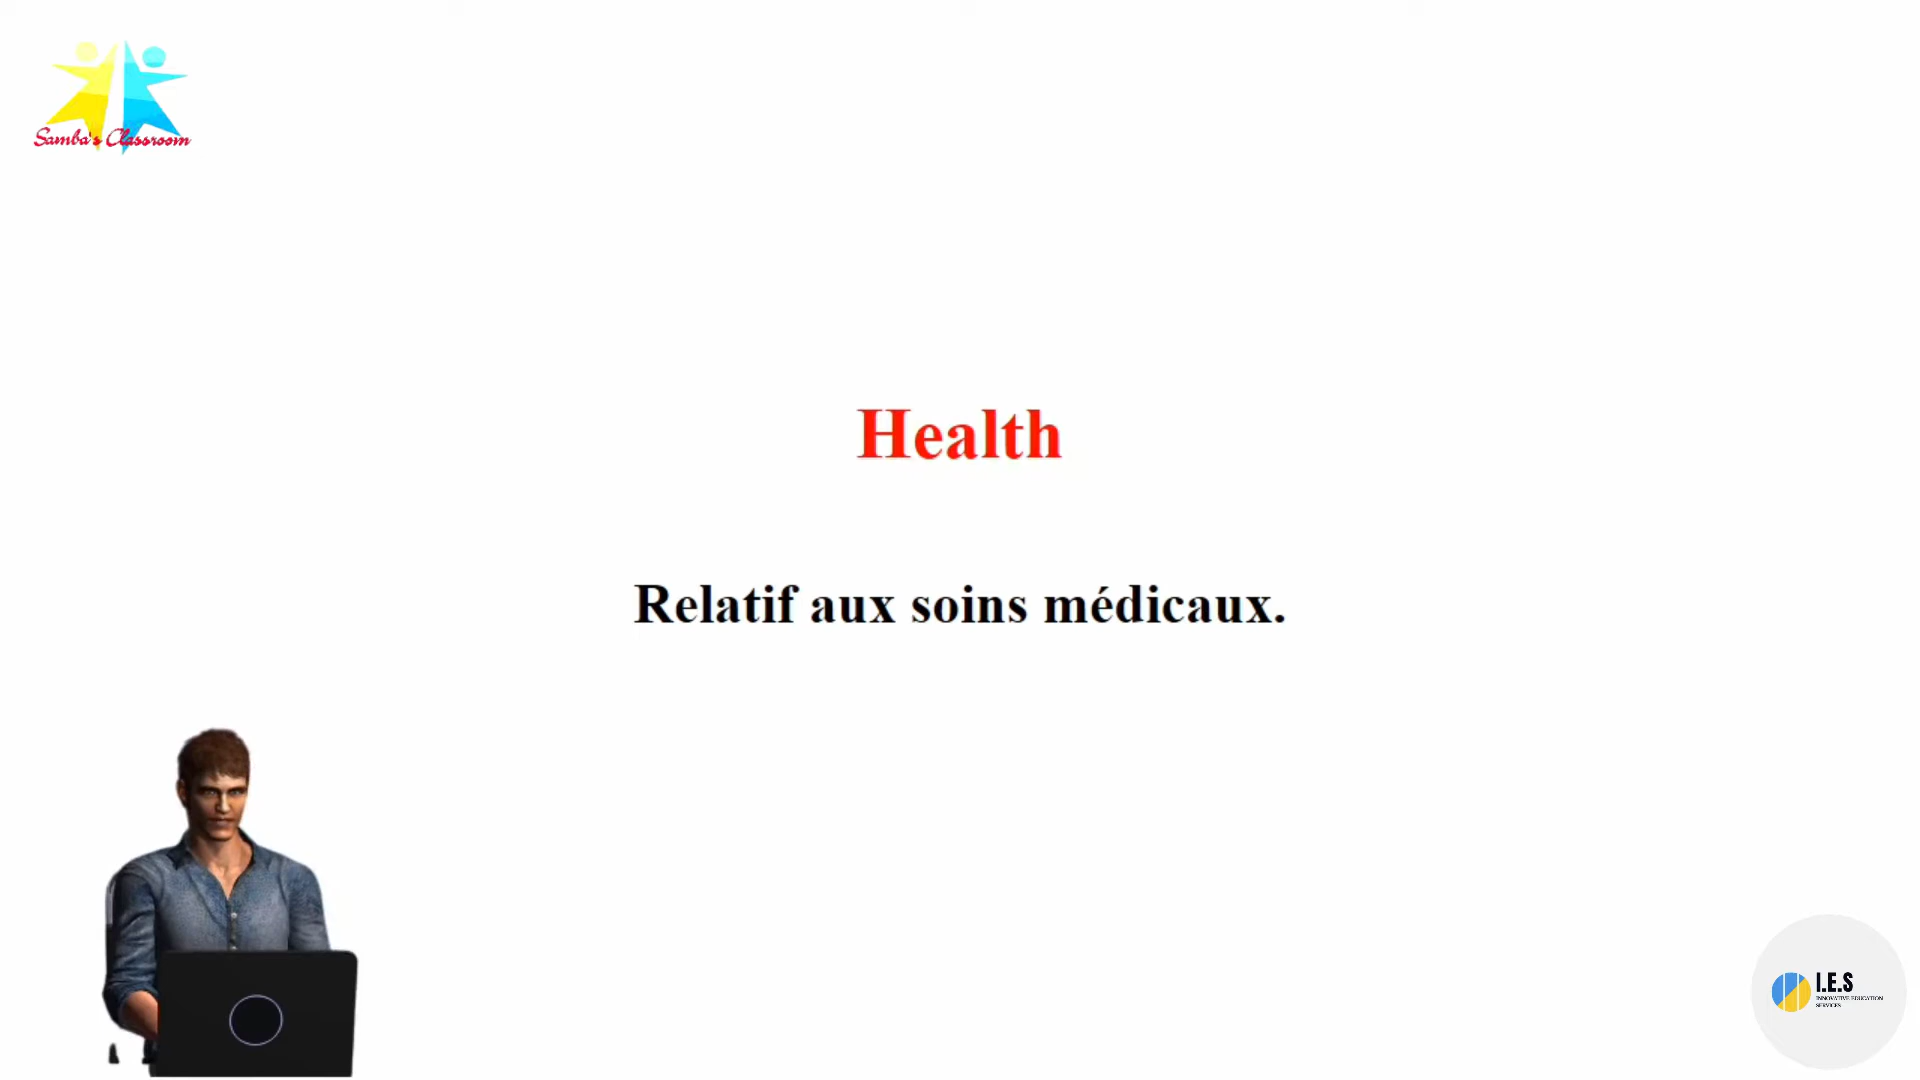 Samba's Classroom
Health
Relatif aux soins médicaux.
I.E.S
INNOVATIVE EDUCATION
SERVICES